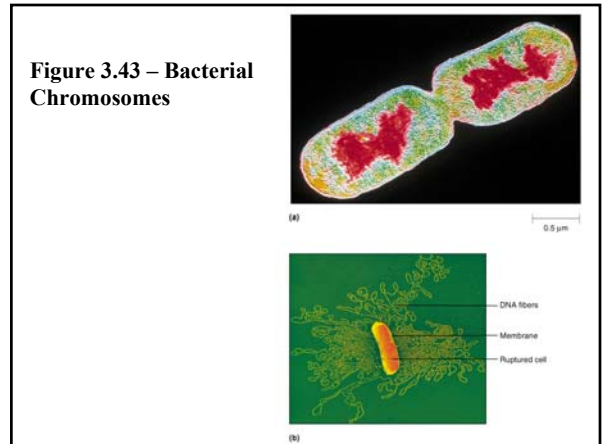 Figure 3.43 – Bacterial
Chromosomes
(a)
0.5 µm
DNA fibers
Membrane
Ruptured cell
(b)